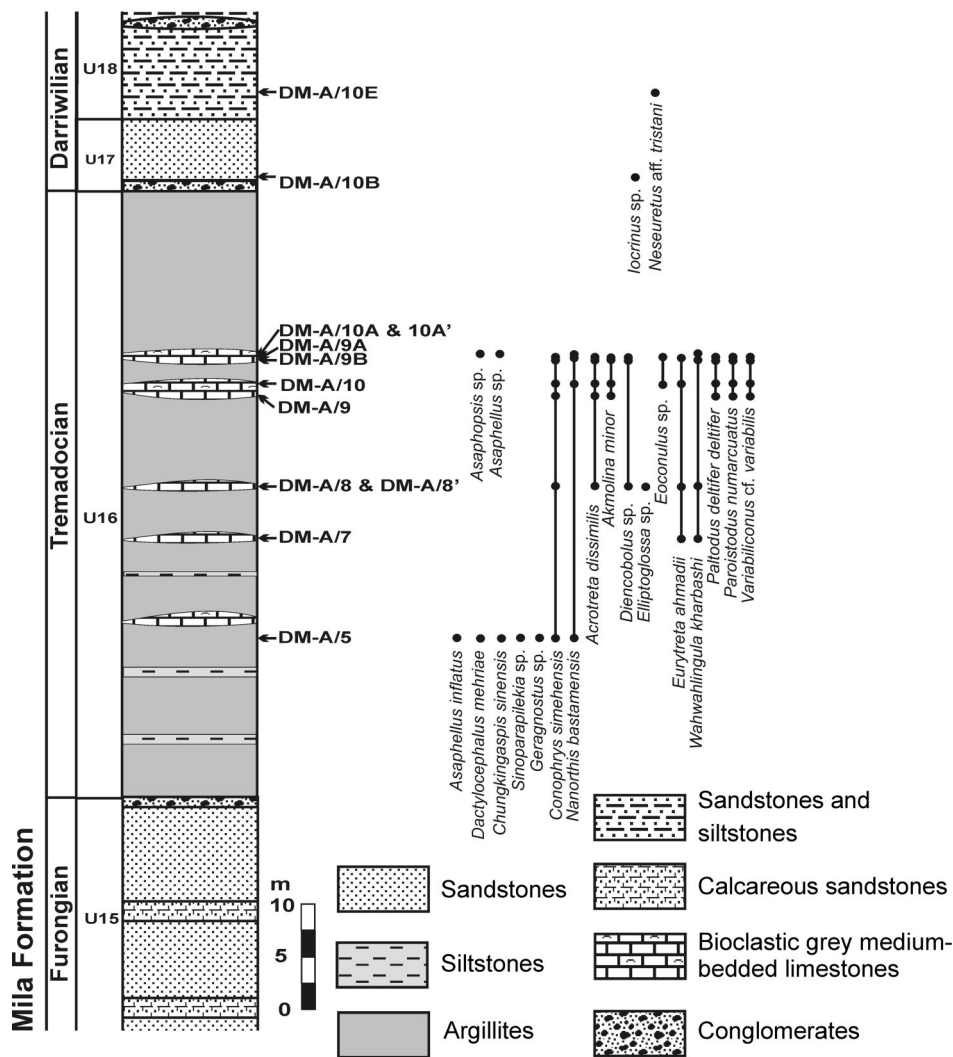 Darriwilian
U18
DM-A/10E
U17
DM-A/10B
Iocrinus sp.
Neseuretus aff. tristani
Tremadocian
U16
DM-A/10A & 10A’
DM-A/9A
DM-A/9B
DM-A/10
DM-A/9
DM-A/8 & DM-A/8’
DM-A/7
DM-A/5
Asaphopsis sp.
Asaphellus sp.
Acrotreta dissimilis
Akmolina minor
Diencobolus sp.
Elliptoglossa sp.
Eoconulus sp.
Eurytreta ahmadii
Wahwahlingula kharbashi
Paltodus deltifer deltifer
Paroistodus numarcuatus
Variabiliconus cf. variabilis
Asaphellus inflatus
Dactylocephalus mehriae
Chungkingaspis sinensis
Sinoparapilekia sp.
Geragnostus sp.
Conophrys simehensis
Nanorthis bastamensis
Mila Formation
Furongian
U15
m
10
5
0
Sandstones
Siltstones
Argillites
Sandstones and
siltstones
Calcareous sandstones
Bioclastic grey medium-
bedded limestones
Conglomerates